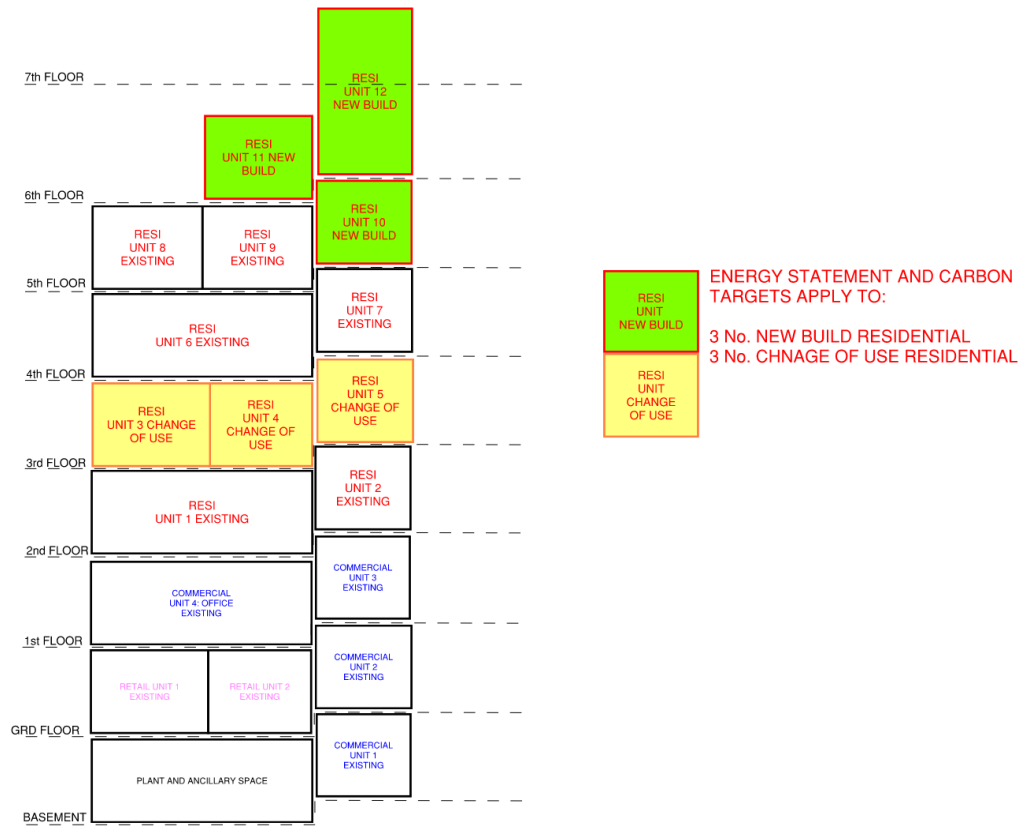 7th FLOOR
RESI
UNIT 12
NEW BUILD
RESI
UNIT 11 NEW
BUILD
6th FLOOR
RESI
UNIT 10
NEW BUILD
RESI
UNIT 8
EXISTING
RESI
UNIT 9
EXISTING
5th FLOOR
RESI
UNIT 7
EXISTING
RESI
UNIT 6 EXISTING
4th FLOOR
RESI
UNIT 5
CHANGE OF
USE
RESI
UNIT 3 CHANGE
OF USE
RESI
UNIT 4
CHANGE OF
USE
3rd FLOOR
RESI
UNIT 2
EXISTING
RESI
UNIT 1 EXISTING
2nd FLOOR
COMMERCIAL
UNIT 3
EXISTING
COMMERCIAL
UNIT 4: OFFICE
EXISTING
1st FLOOR
COMMERCIAL
UNIT 2
EXISTING
RETAIL UNIT 1
EXISTING
RETAIL UNIT 2
EXISTING
GRD FLOOR
COMMERCIAL
UNIT 1
EXISTING
PLANT AND ANCILLARY SPACE
BASEMENT
RESI
UNIT
NEW BUILD
RESI
UNIT
CHANGE
OF USE
ENERGY STATEMENT AND CARBON
TARGETS APPLY TO:
3 No. NEW BUILD RESIDENTIAL
3 No. CHNAGE OF USE RESIDENTIAL